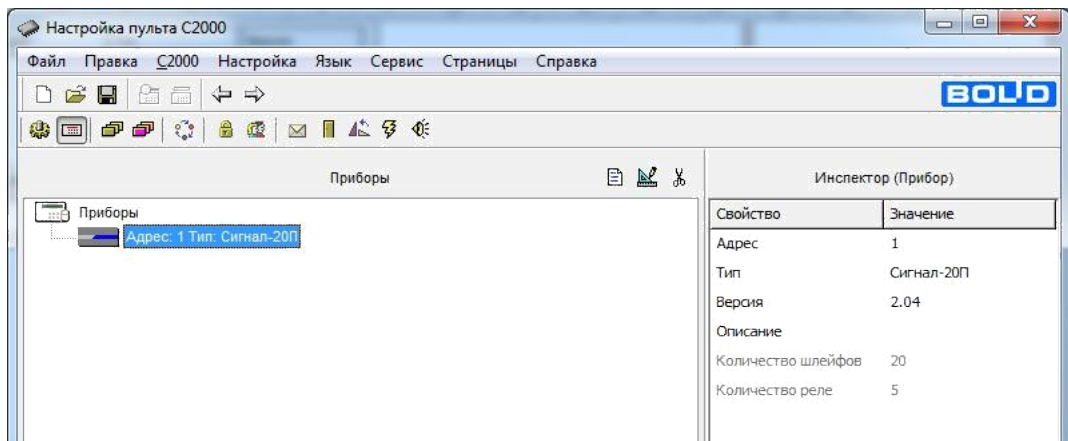 Настройка пульта С2000
Файл Правка С2000 Настройка Язык Сервис Страницы Справка
BOLID
Приборы
Инспектор (Прибор)
Приборы
Адрес: 1 Тип: Сигнал-20П
Свойство Значение
Адрес 1
Тип Сигнал-20П
Версия 2.04
Описание
Количество шлейфов 20
Количество реле 5